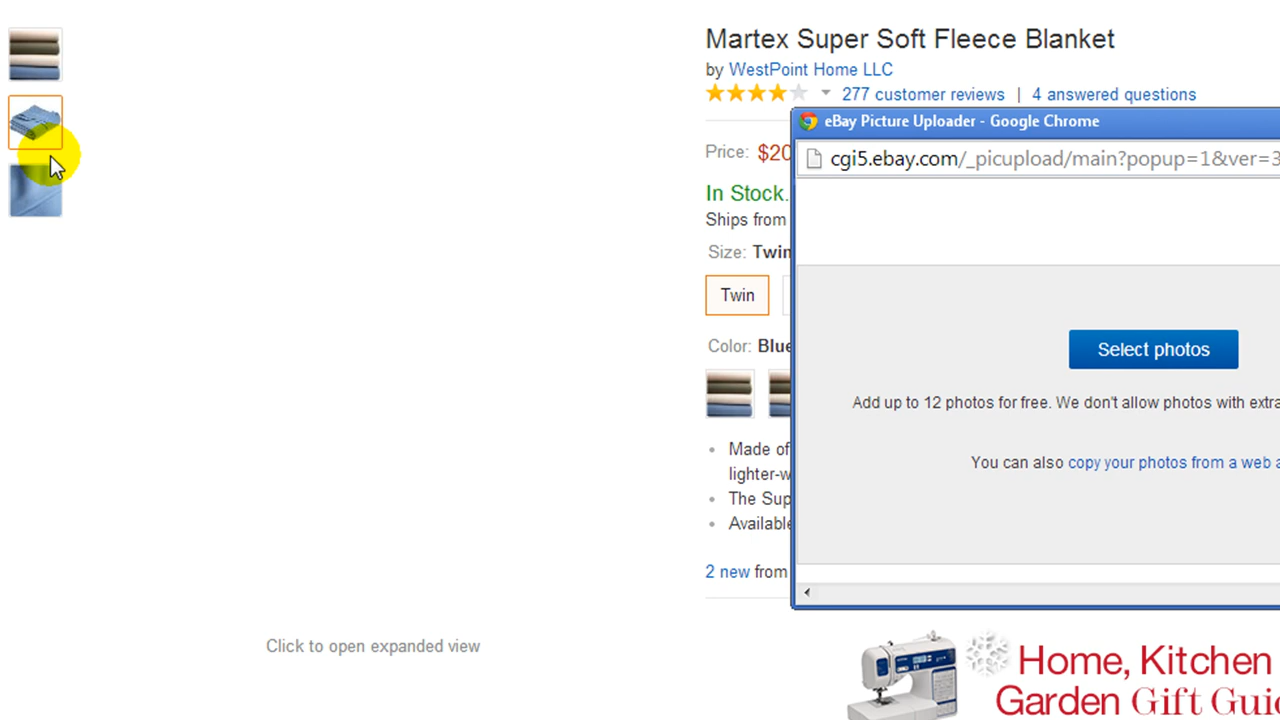 Martex Super Soft Fleece Blanket
by WestPoint Home LLC
277 customer reviews | 4 answered questions
Price: $20
In Stock.
Ships from
Size: Twin
Twin
Color: Blue
Made of
lighter-w
The Sup
Available
2 new from
Click to open expanded view
eBay Picture Uploader - Google Chrome
cgi5.ebay.com/_picupload/main?popup=1&ver=3
Select photos
Add up to 12 photos for free. We don't allow photos with extra
You can also copy your photos from a web a
Home, Kitchen
Garden Gift Guid